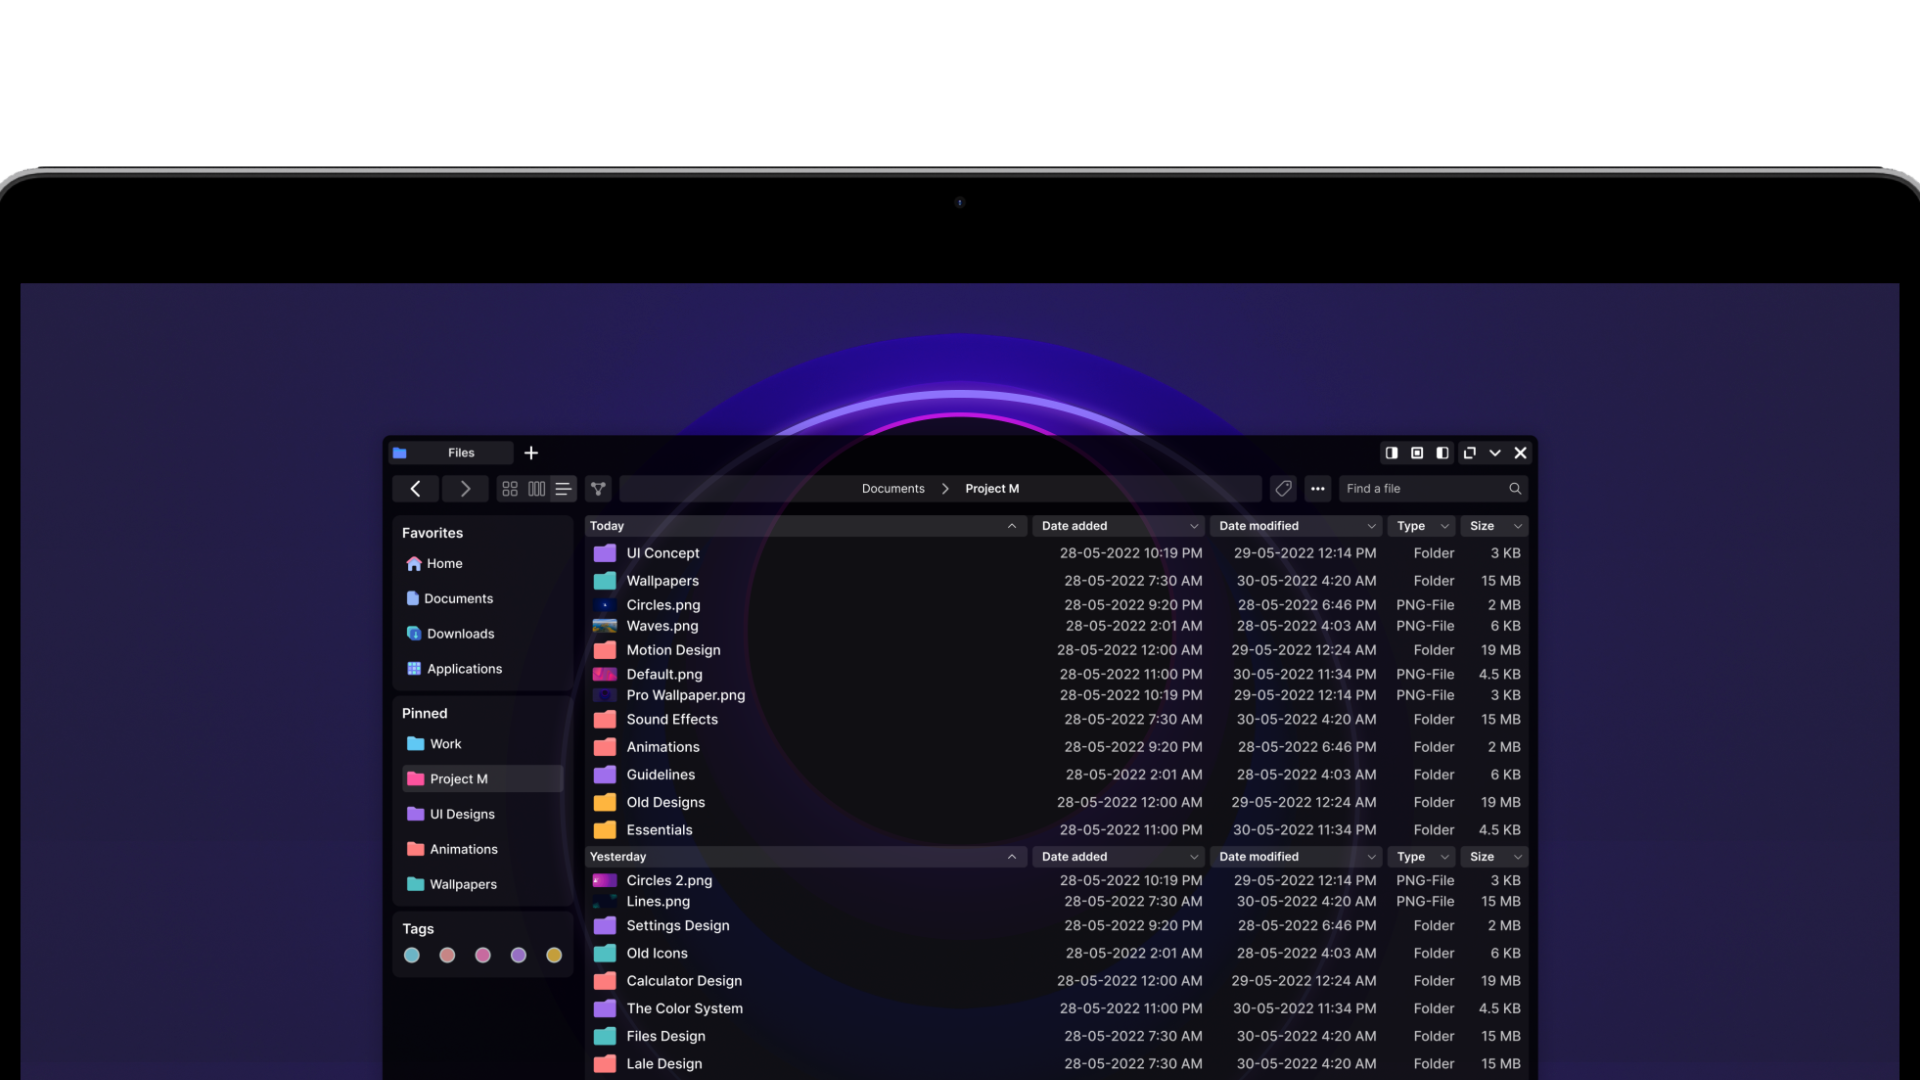 Files
Documents Project M Find a file
Favorites
Home
Documents
Downloads
Applications
Pinned
Work
Project M
UI Designs
Animations
Wallpapers
Tags
Today Date added Date modified Type Size
UI Concept 28-05-2022 10:19 PM 29-05-2022 12:14 PM Folder 3 KB
Wallpapers 28-05-2022 7:30 AM 30-05-2022 4:20 AM Folder 15 MB
Circles.png 28-05-2022 9:20 PM 28-05-2022 6:46 PM PNG-File 2 MB
Waves.png 28-05-2022 2:01 AM 28-05-2022 4:03 AM PNG-File 6 KB
Motion Design 28-05-2022 12:00 AM 29-05-2022 12:24 AM Folder 19 MB
Default.png 28-05-2022 11:00 PM 30-05-2022 11:34 PM PNG-File 4.5 KB
Pro Wallpaper.png 28-05-2022 10:19 PM 29-05-2022 12:14 PM PNG-File 3 KB
Sound Effects 28-05-2022 7:30 AM 30-05-2022 4:20 AM Folder 15 MB
Animations 28-05-2022 9:20 PM 28-05-2022 6:46 PM Folder 2 MB
Guidelines 28-05-2022 2:01 AM 28-05-2022 4:03 AM Folder 6 KB
Old Designs 28-05-2022 12:00 AM 29-05-2022 12:24 AM Folder 19 MB
Essentials 28-05-2022 11:00 PM 30-05-2022 11:34 PM Folder 4.5 KB
Yesterday Date added Date modified Type Size
Circles 2.png 28-05-2022 10:19 PM 29-05-2022 12:14 PM PNG-File 3 KB
Lines.png 28-05-2022 7:30 AM 30-05-2022 4:20 AM PNG-File 15 MB
Settings Design 28-05-2022 9:20 PM 28-05-2022 6:46 PM Folder 2 MB
Old Icons 28-05-2022 2:01 AM 28-05-2022 4:03 AM Folder 6 KB
Calculator Design 28-05-2022 12:00 AM 29-05-2022 12:24 AM Folder 19 MB
The Color System 28-05-2022 11:00 PM 30-05-2022 11:34 PM Folder 4.5 KB
Files Design 28-05-2022 7:30 AM 30-05-2022 4:20 AM Folder 15 MB
Lale Design 28-05-2022 7:30 AM 30-05-2022 4:20 AM Folder 15 MB